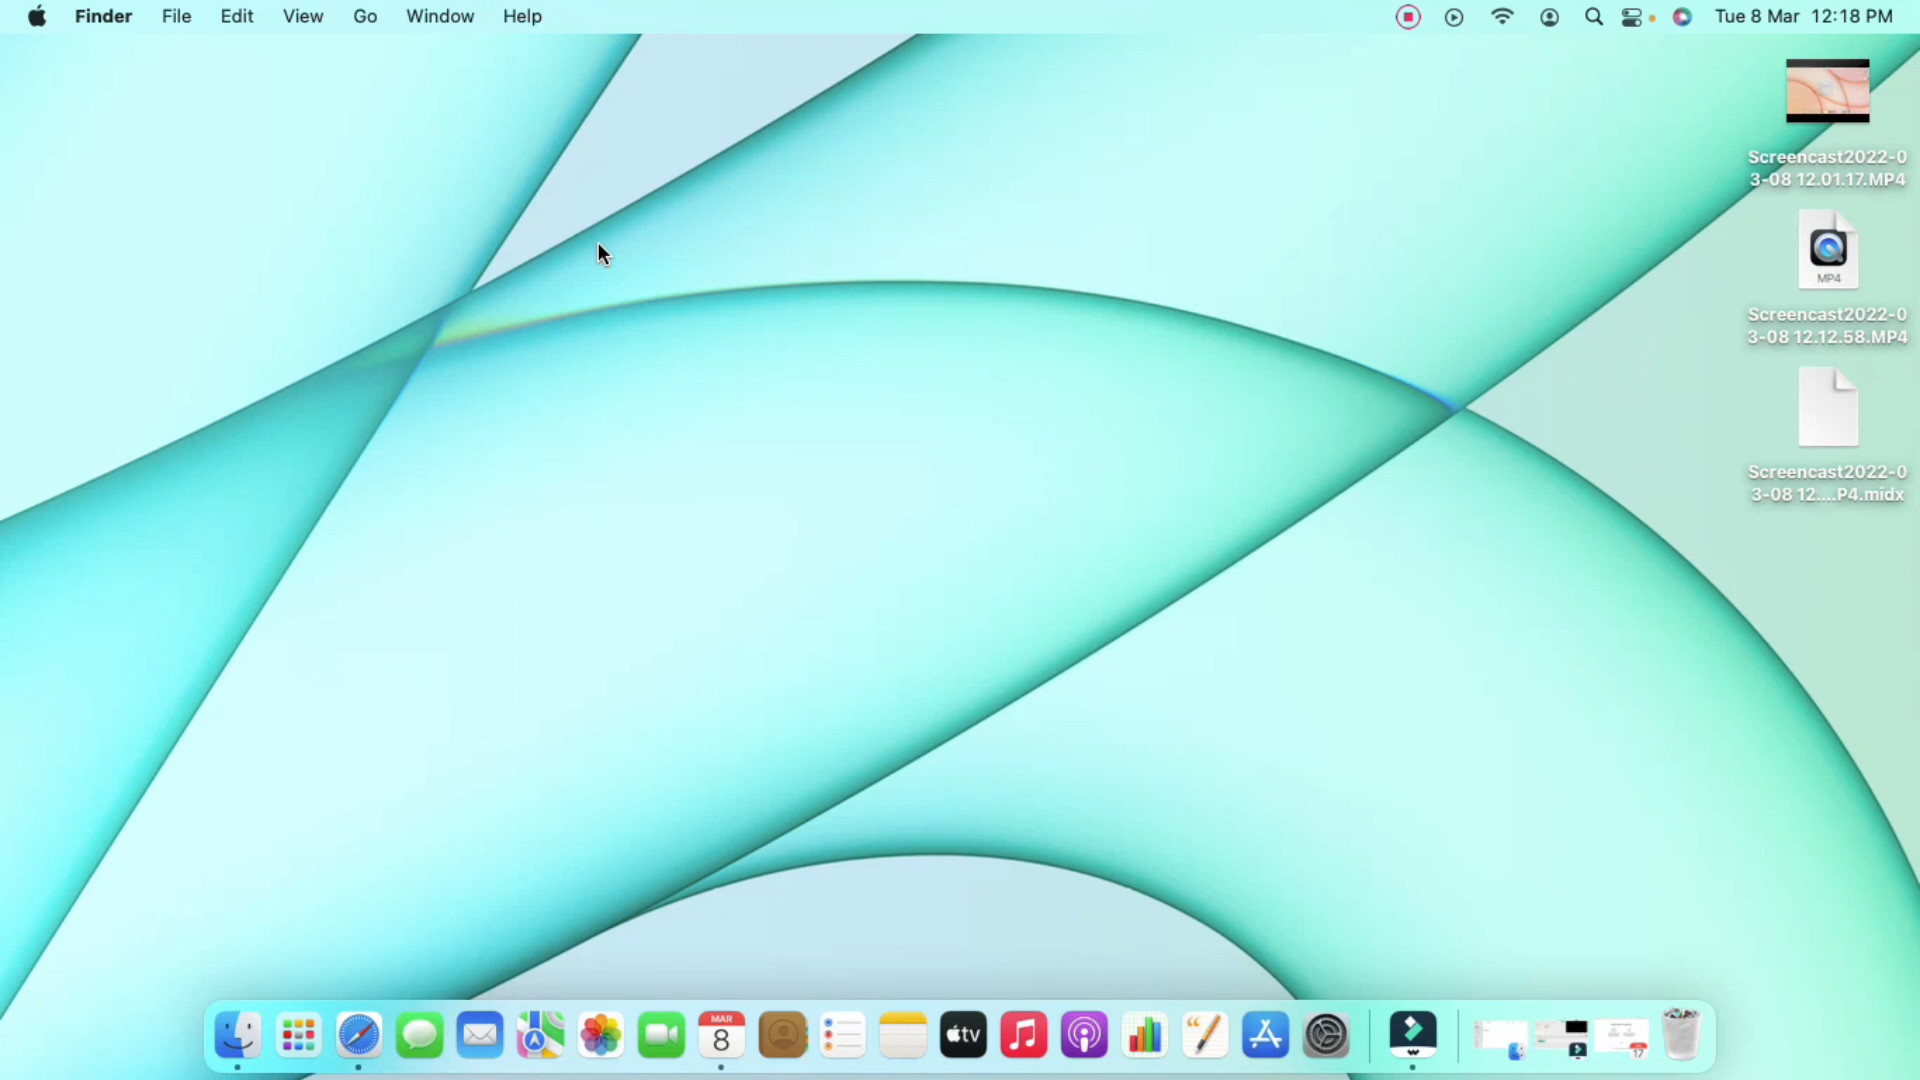 Finder File Edit View Go Window Help
Tue 8 Mar 12:18 PM
Screencast2022-0
3-08 12.01.17.MP4
MP4
Screencast2022-0
3-08 12.12.58.MP4
Screencast2022-0
3-08 12....P4.midx
MAR
8
tv
17